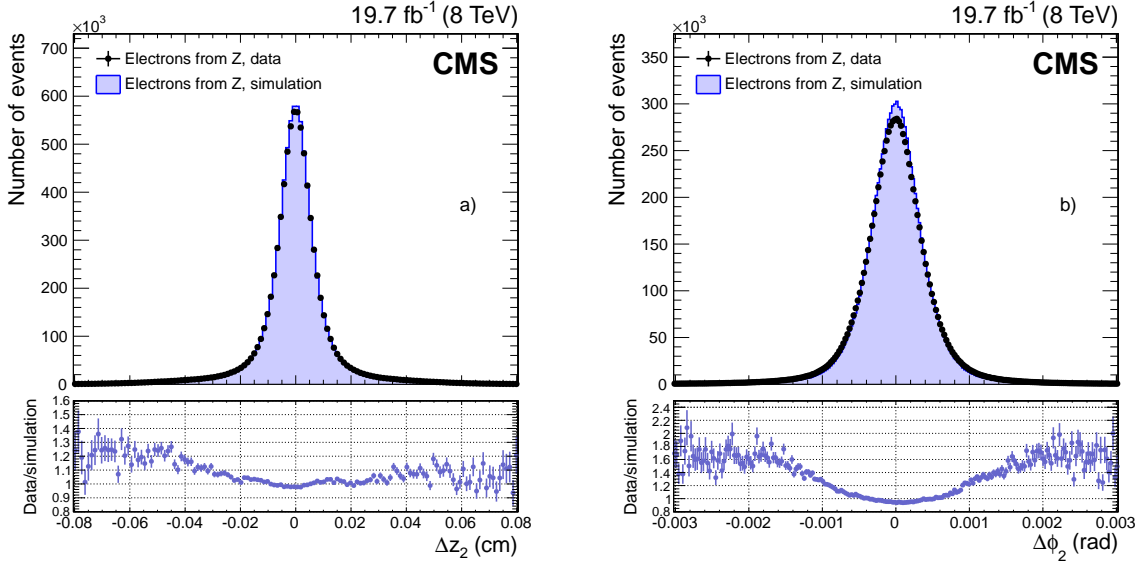 19.7 fb⁻¹ (8 TeV)
×10³
Number of events
700
600
500
400
300
200
100
0
Electrons from Z, data
Electrons from Z, simulation
CMS
a)
Data/simulation
1.6
1.5
1.4
1.3
1.2
1.1
1
0.9
0.8
-0.08 -0.06 -0.04 -0.02 0 0.02 0.04 0.06 0.08
Δz₂ (cm)
19.7 fb⁻¹ (8 TeV)
×10³
Number of events
350
300
250
200
150
100
50
0
Electrons from Z, data
Electrons from Z, simulation
CMS
b)
Data/simulation
2.4
2.2
2
1.8
1.6
1.4
1.2
1
0.8
-0.003 -0.002 -0.001 0 0.001 0.002 0.003
Δϕ₂ (rad)